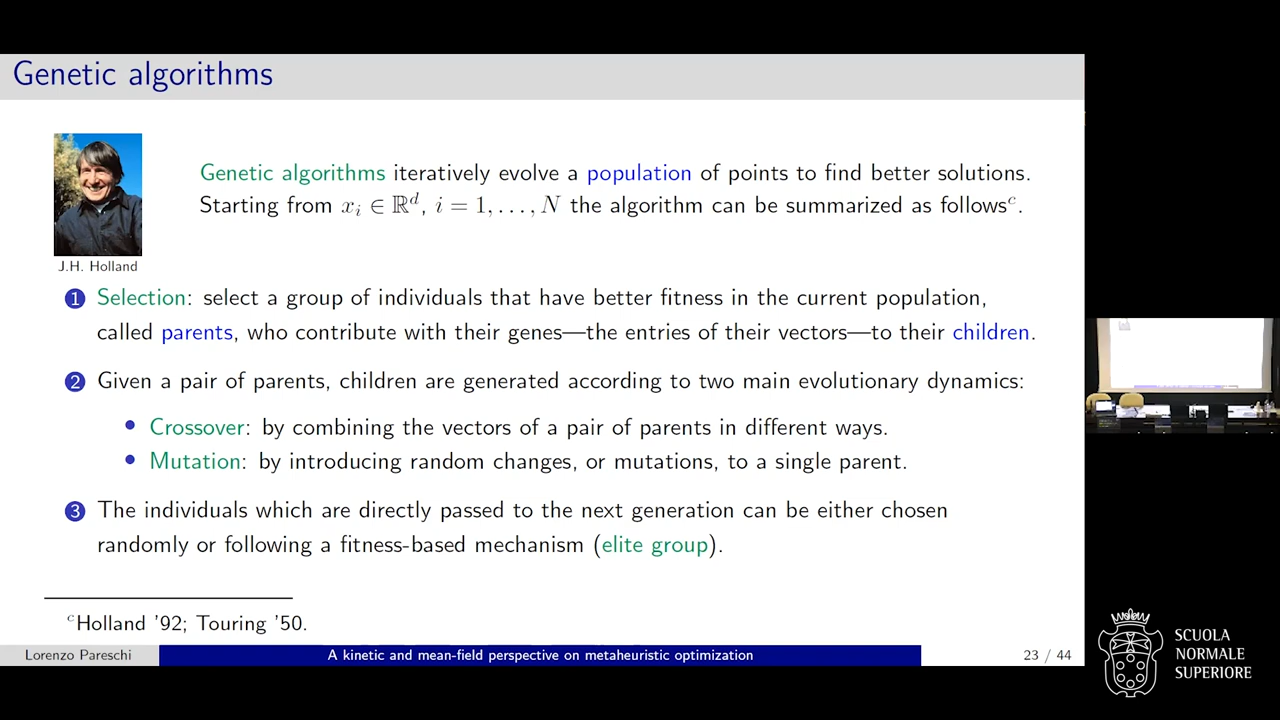 Genetic algorithms
Genetic algorithms iteratively evolve a population of points to find better solutions.
Starting from xᵢ ∈ ℝᵈ, i = 1, . . . , N the algorithm can be summarized as followsᶜ.
J.H. Holland
1 Selection: select a group of individuals that have better fitness in the current population,
called parents, who contribute with their genes—the entries of their vectors—to their children.
2 Given a pair of parents, children are generated according to two main evolutionary dynamics:
• Crossover: by combining the vectors of a pair of parents in different ways.
• Mutation: by introducing random changes, or mutations, to a single parent.
3 The individuals which are directly passed to the next generation can be either chosen
randomly or following a fitness-based mechanism (elite group).
ᶜHolland '92; Touring '50.
Lorenzo Pareschi
A kinetic and mean-field perspective on metaheuristic optimization
23 / 44
SCUOLA
NORMALE
SUPERIORE